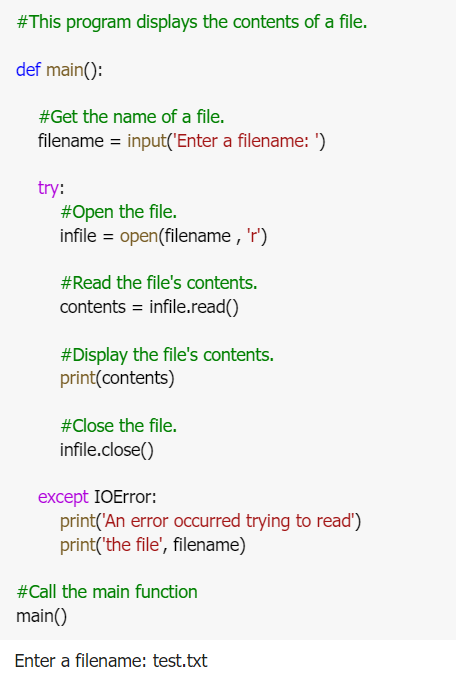 #This program displays the contents of a file.
def main():
#Get the name of a file.
filename = input('Enter a filename: ')
try:
#Open the file.
infile = open(filename , 'r')
#Read the file's contents.
contents = infile.read()
#Display the file's contents.
print(contents)
#Close the file.
infile.close()
except IOError:
print('An error occurred trying to read')
print('the file', filename)
#Call the main function
main()
Enter a filename: test.txt